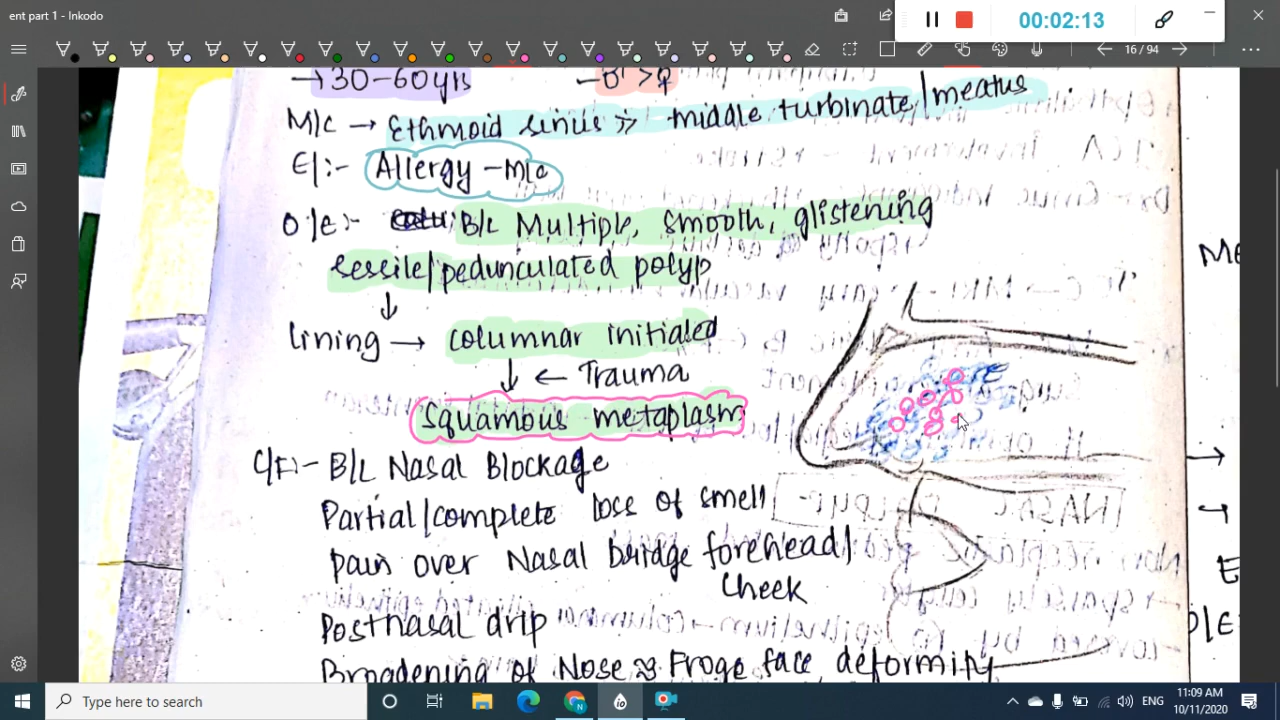 ent part 1 - Inkodo
00:02:13
16 / 94
→30-60yrs -♂ >♀
M/C → Ethmoid sinus >> middle turbinate/meatus
E/:- Allergy -M/C
O/E:- B/L Multiple, smooth, glistening
sessile/pedunculated polyp
↓
lining → columnar initialed
↓ ← Trauma
Squamous metaplasm
C/F:- B/L Nasal Blockage
Partial/complete loss of smell
pain over Nasal bridge forehead/
cheek
Postnasal drip
Broadening of Nose ≈ Froge face deformity
Type here to search
ENG
11:09 AM
10/11/2020